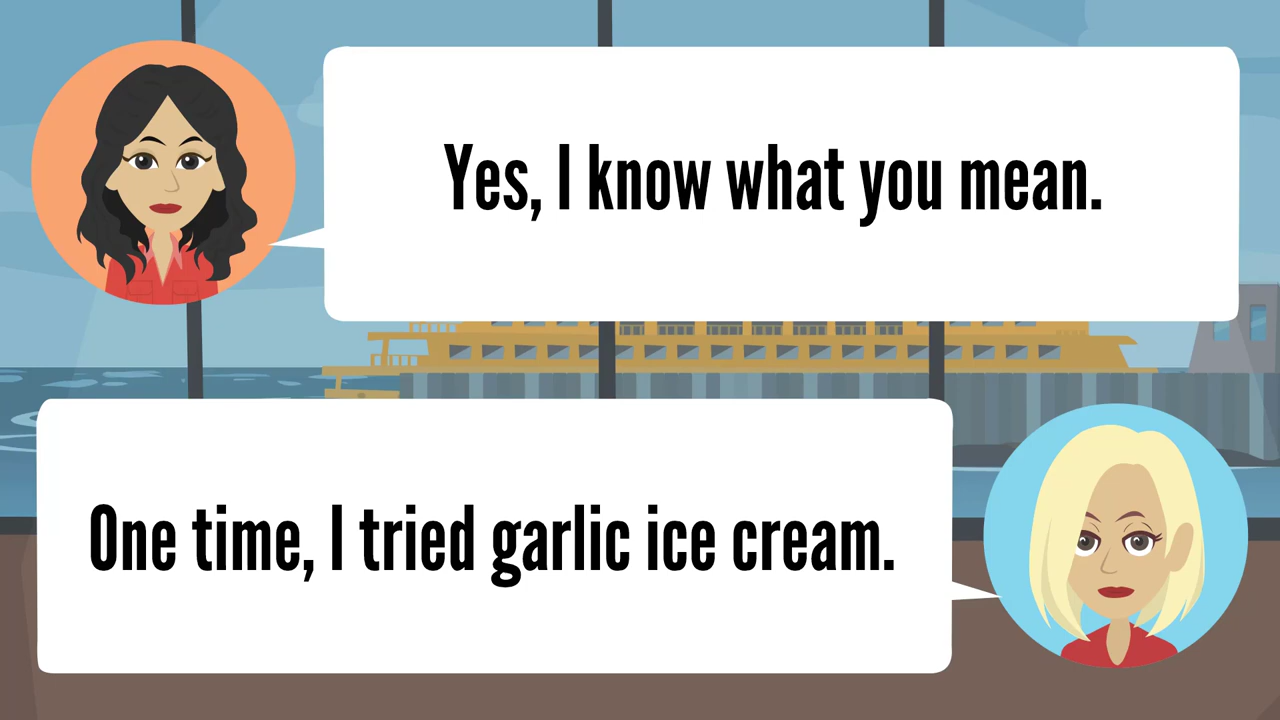 Yes, I know what you mean.
One time, I tried garlic ice cream.